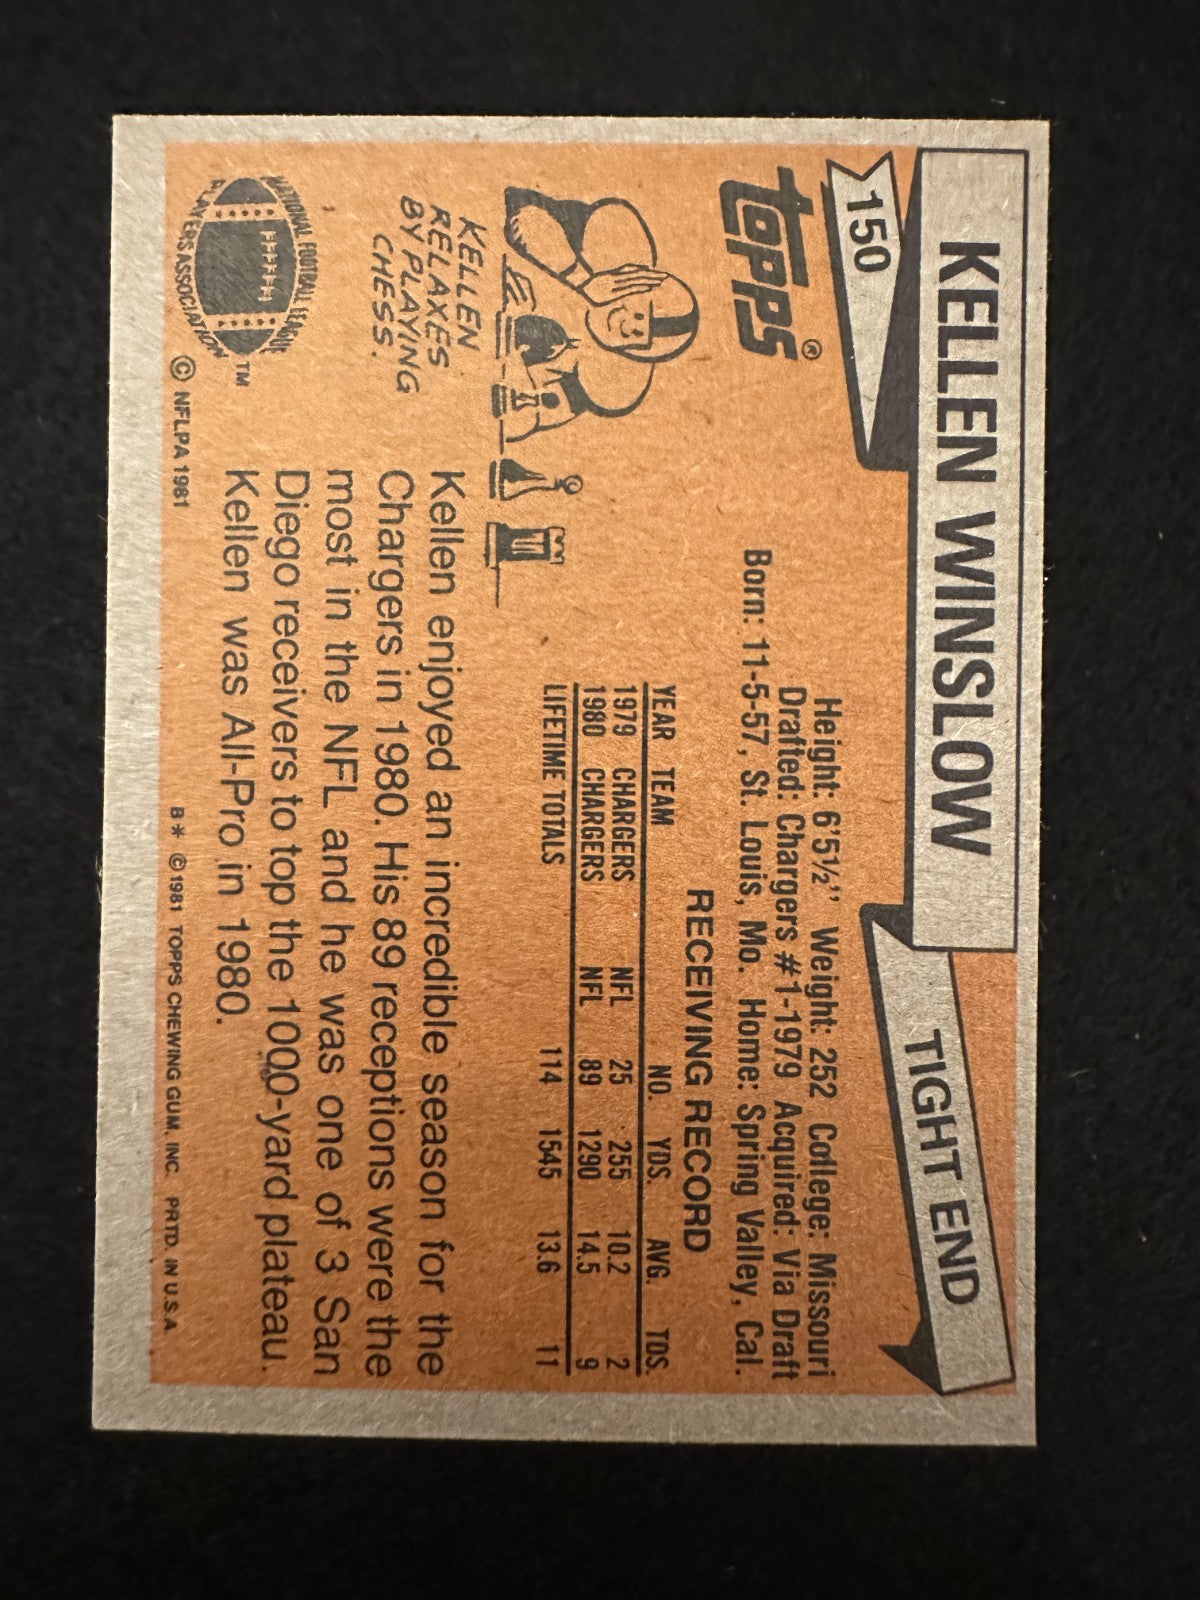 150
KELLEN WINSLOW
TIGHT END
TOPPS®
Height: 6'5½" Weight: 252 College: Missouri
Drafted: Chargers #1-1979 Acquired: Via Draft
Born: 11-5-57, St. Louis, Mo. Home: Spring Valley, Cal.
RECEIVING RECORD
YEAR TEAM NO. YDS. AVG. TDS.
1979 CHARGERS NFL 25 255 10.2 2
1980 CHARGERS NFL 89 1290 14.5 9
LIFETIME TOTALS 114 1545 13.6 11
KELLEN
RELAXES
BY PLAYING
CHESS.
Kellen enjoyed an incredible season for the
Chargers in 1980. His 89 receptions were the
most in the NFL and he was one of 3 San
Diego receivers to top the 1000-yard plateau.
Kellen was All-Pro in 1980.
NATIONAL FOOTBALL LEAGUE
PLAYERS ASSOCIATION
TM
© NFLPA 1981
B* ©1981 TOPPS CHEWING GUM, INC. PRTD. IN U.S.A.